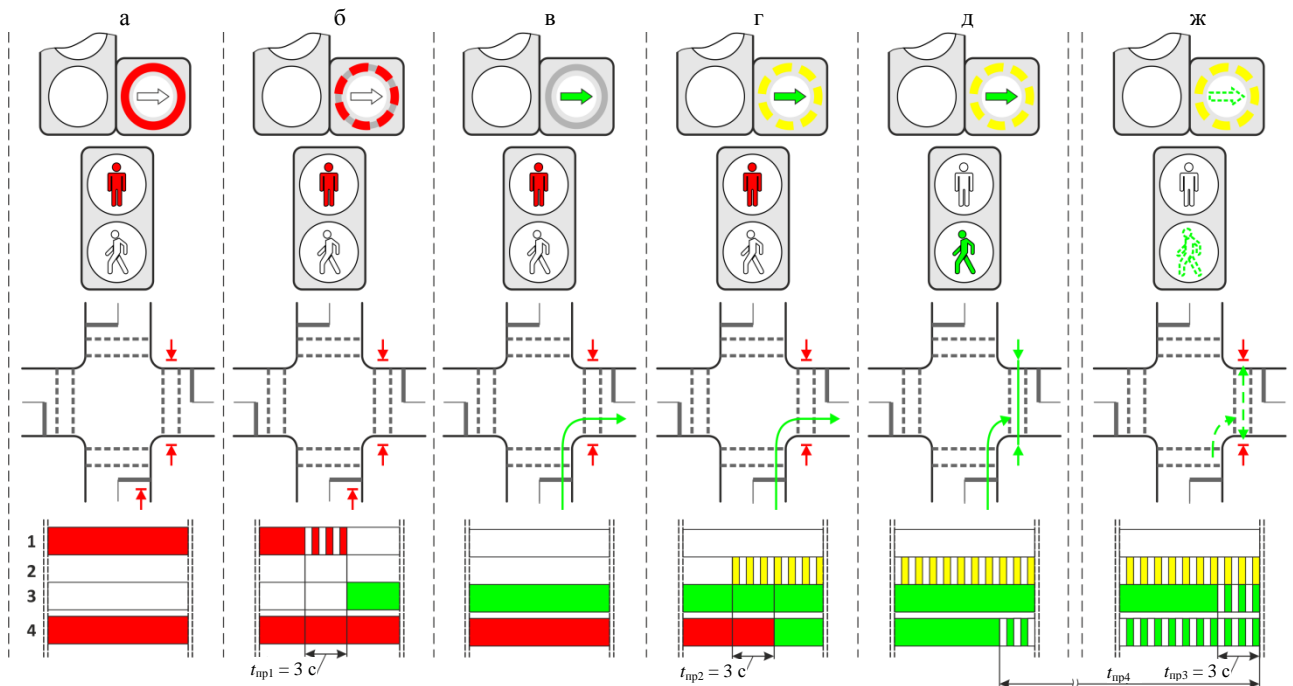 а б в г д ж
1
2
3
4
tпр1 = 3 с
tпр2 = 3 с
tпр4
tпр3 = 3 с